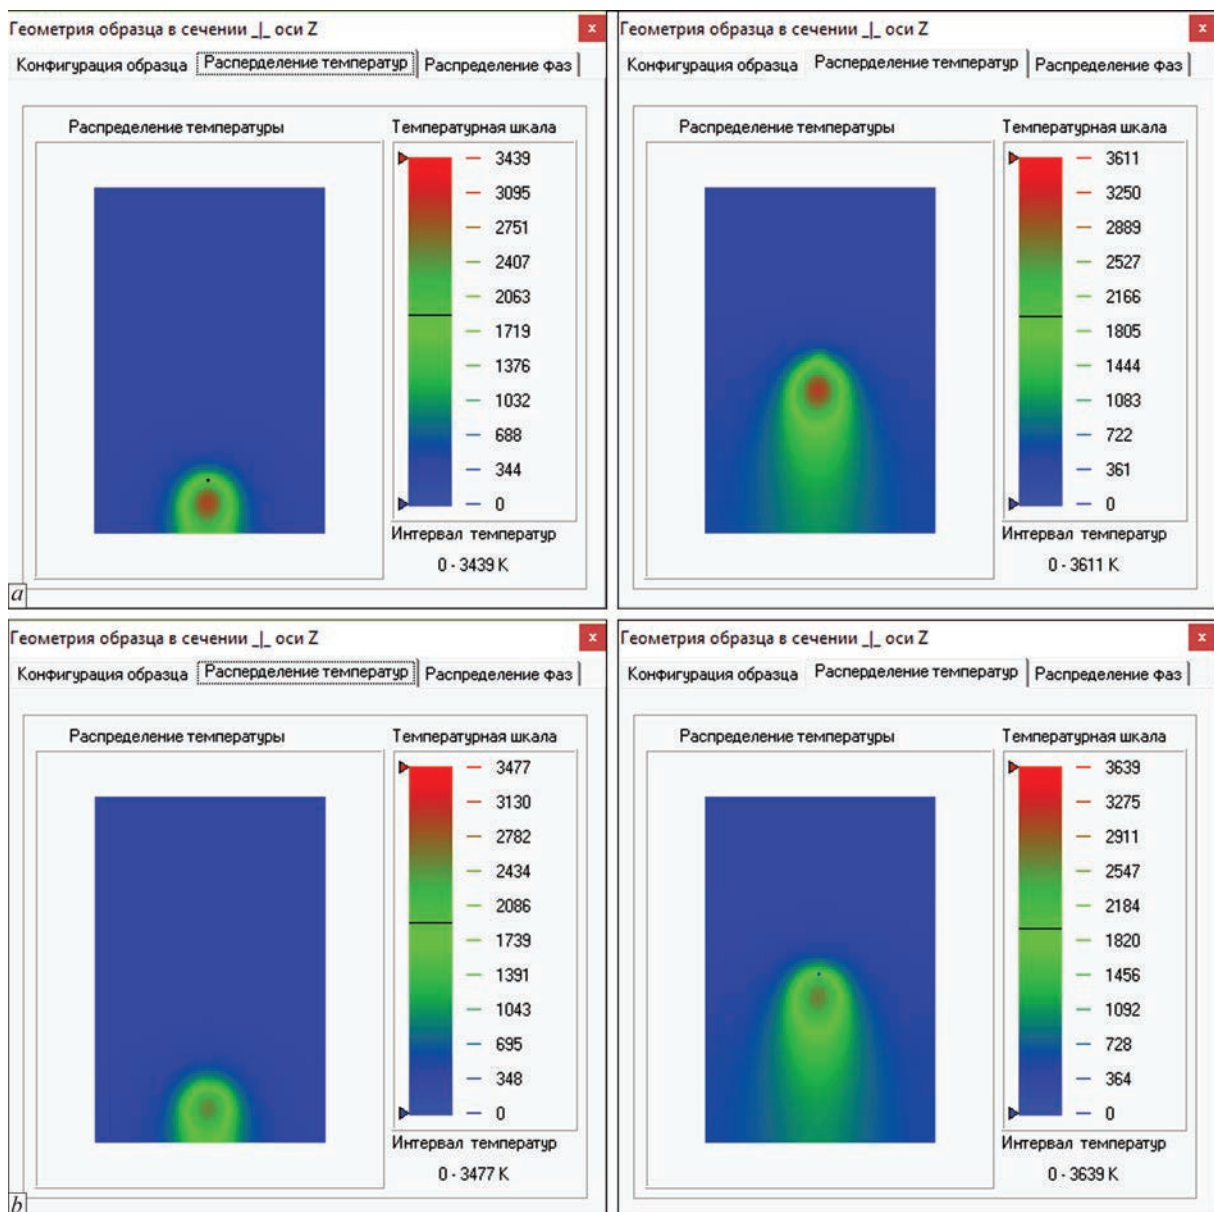 Геометрия образца в сечении _|_ оси Z x
Конфигурация образца Расперделение температур Распределение фаз
Распределение температуры Температурная шкала
3439
3095
2751
2407
2063
1719
1376
1032
688
344
0
Интервал температур
0 - 3439 K
a
Геометрия образца в сечении _|_ оси Z x
Конфигурация образца Расперделение температур Распределение фаз
Распределение температуры Температурная шкала
3611
3250
2889
2527
2166
1805
1444
1083
722
361
0
Интервал температур
0 - 3611 K
Геометрия образца в сечении _|_ оси Z x
Конфигурация образца Расперделение температур Распределение фаз
Распределение температуры Температурная шкала
3477
3130
2782
2434
2086
1739
1391
1043
695
348
0
Интервал температур
0 - 3477 K
b
Геометрия образца в сечении _|_ оси Z x
Конфигурация образца Расперделение температур Распределение фаз
Распределение температуры Температурная шкала
3639
3275
2911
2547
2184
1820
1456
1092
728
364
0
Интервал температур
0 - 3639 K